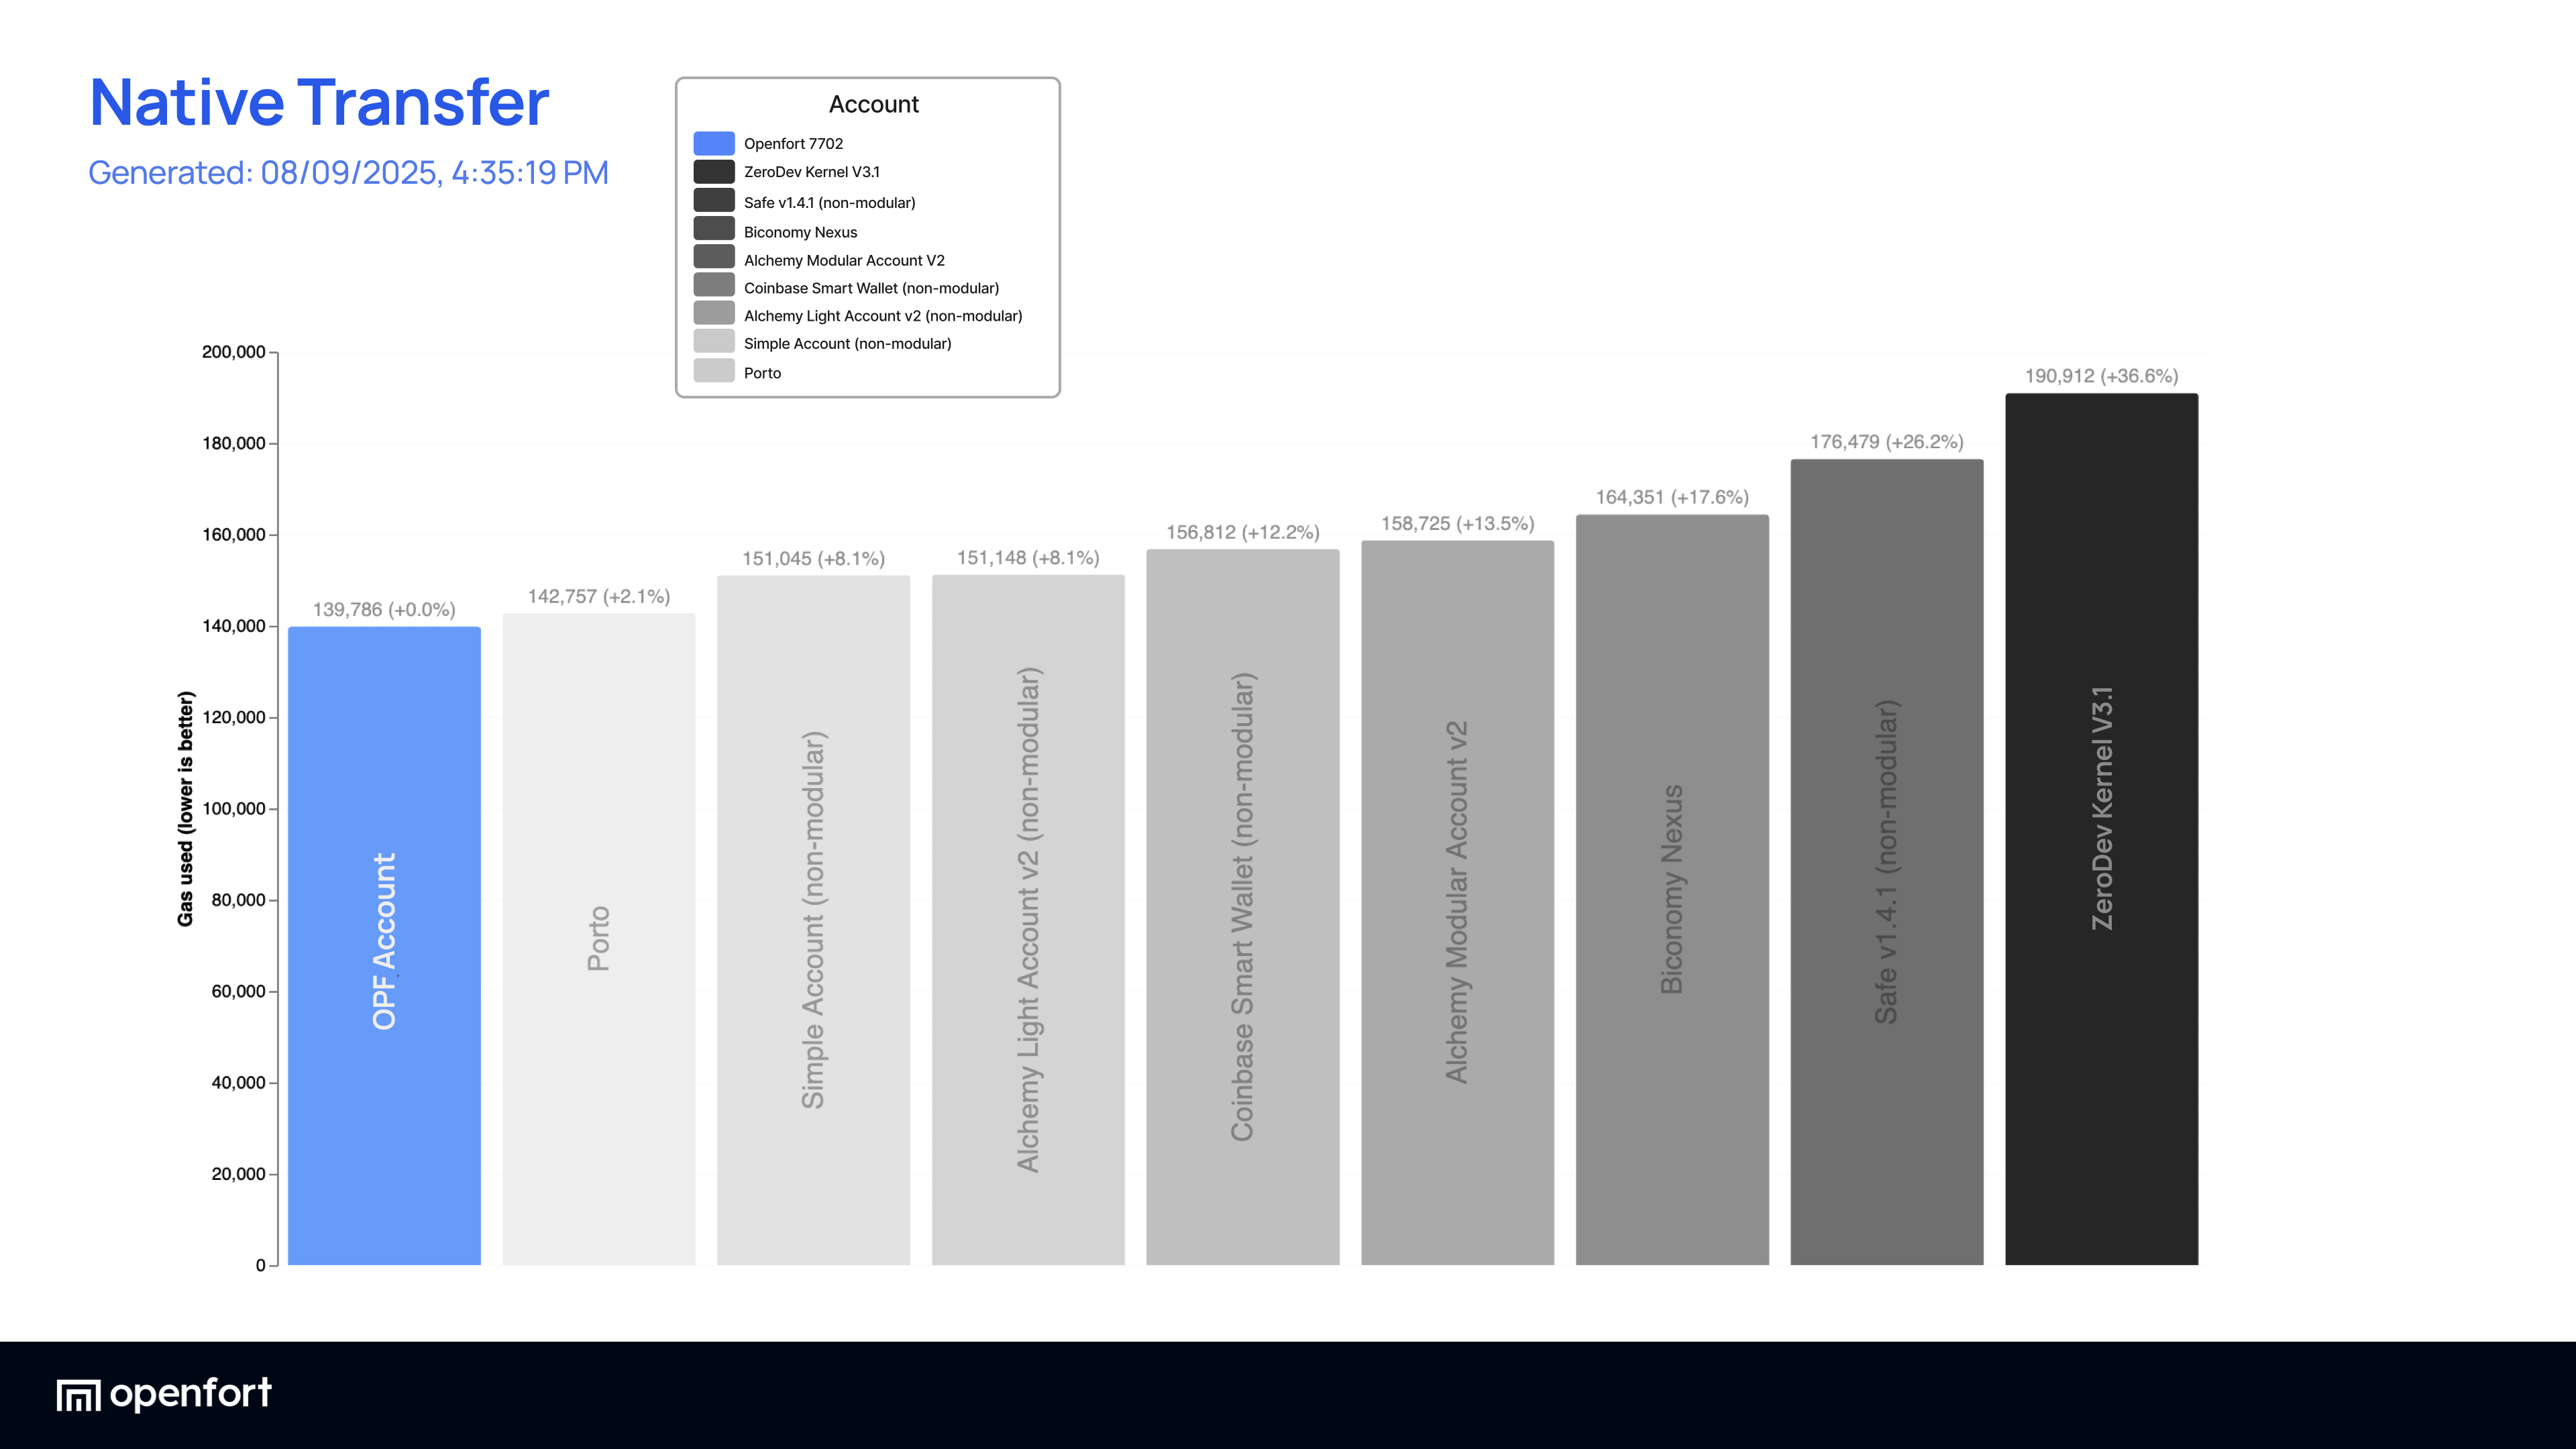 Native Transfer
Generated: 08/09/2025, 4:35:19 PM
Account
Openfort 7702
ZeroDev Kernel V3.1
Safe v1.4.1 (non-modular)
Biconomy Nexus
Alchemy Modular Account V2
Coinbase Smart Wallet (non-modular)
Alchemy Light Account v2 (non-modular)
Simple Account (non-modular)
Porto
Gas used (lower is better)
200,000
180,000
160,000
140,000
120,000
100,000
80,000
60,000
40,000
20,000
0
139,786 (+0.0%)
OPF Account
142,757 (+2.1%)
Porto
151,045 (+8.1%)
Simple Account (non-modular)
151,148 (+8.1%)
Alchemy Light Account v2 (non-modular)
156,812 (+12.2%)
Coinbase Smart Wallet (non-modular)
158,725 (+13.5%)
Alchemy Modular Account v2
164,351 (+17.6%)
Biconomy Nexus
176,479 (+26.2%)
Safe v1.4.1 (non-modular)
190,912 (+36.6%)
ZeroDev Kernel V3.1
openfort